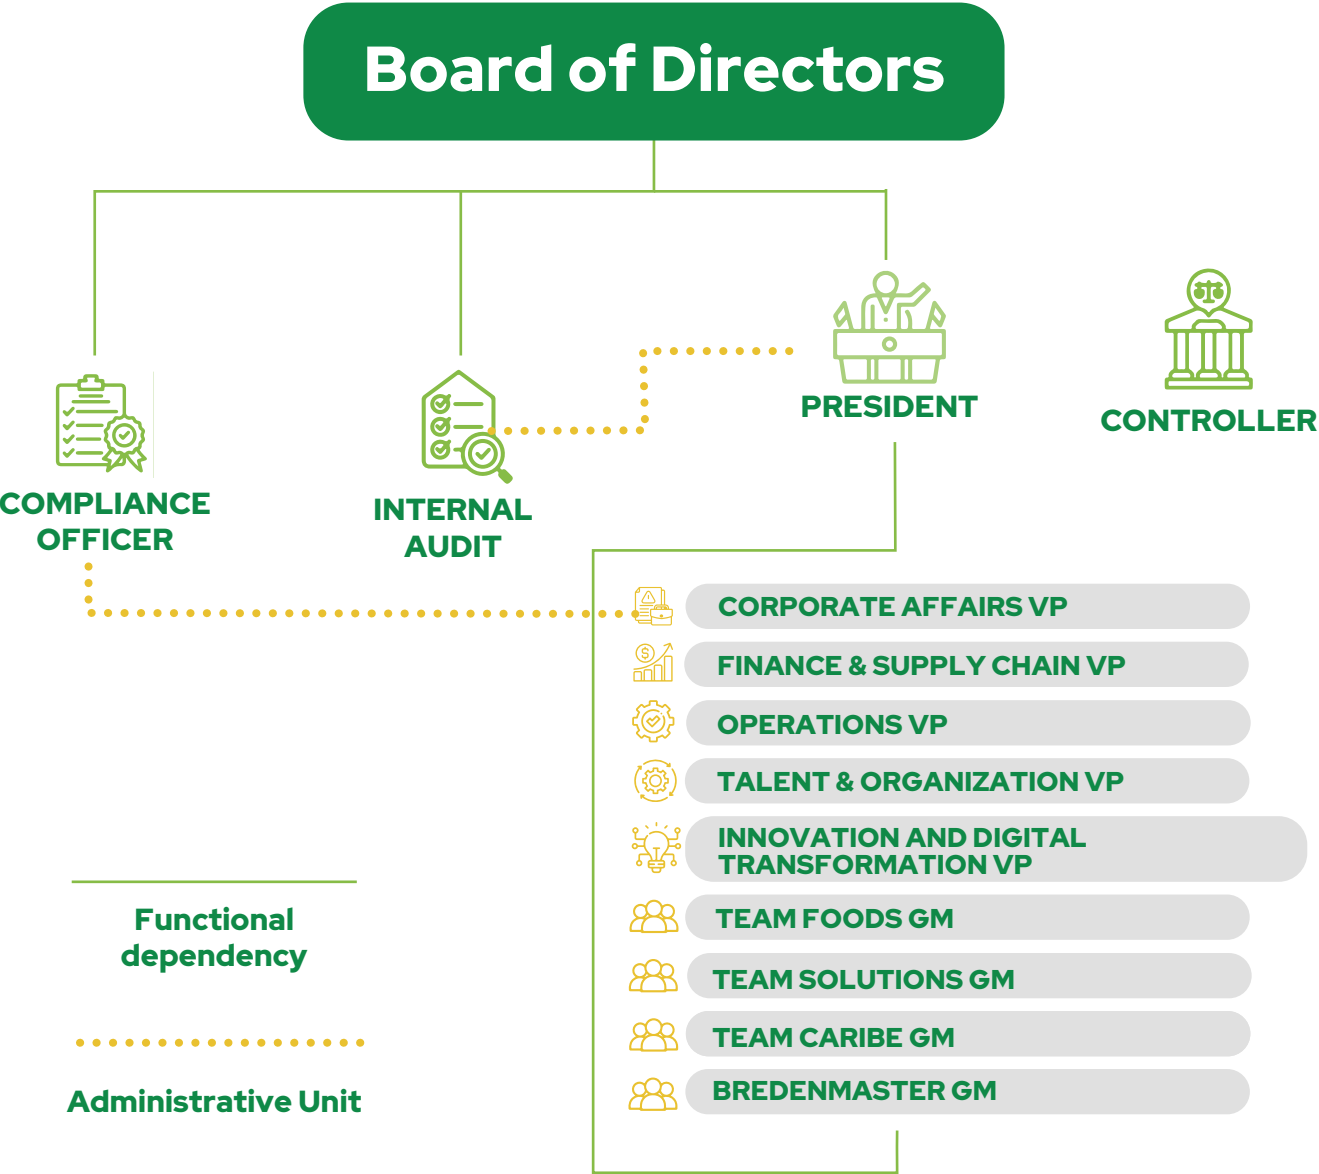 Board of Directors
PRESIDENT
CONTROLLER
COMPLIANCE
OFFICER
INTERNAL
AUDIT
CORPORATE AFFAIRS VP
FINANCE & SUPPLY CHAIN VP
OPERATIONS VP
TALENT & ORGANIZATION VP
INNOVATION AND DIGITAL
TRANSFORMATION VP
TEAM FOODS GM
TEAM SOLUTIONS GM
TEAM CARIBE GM
BREDENMASTER GM
Functional
dependency
Administrative Unit